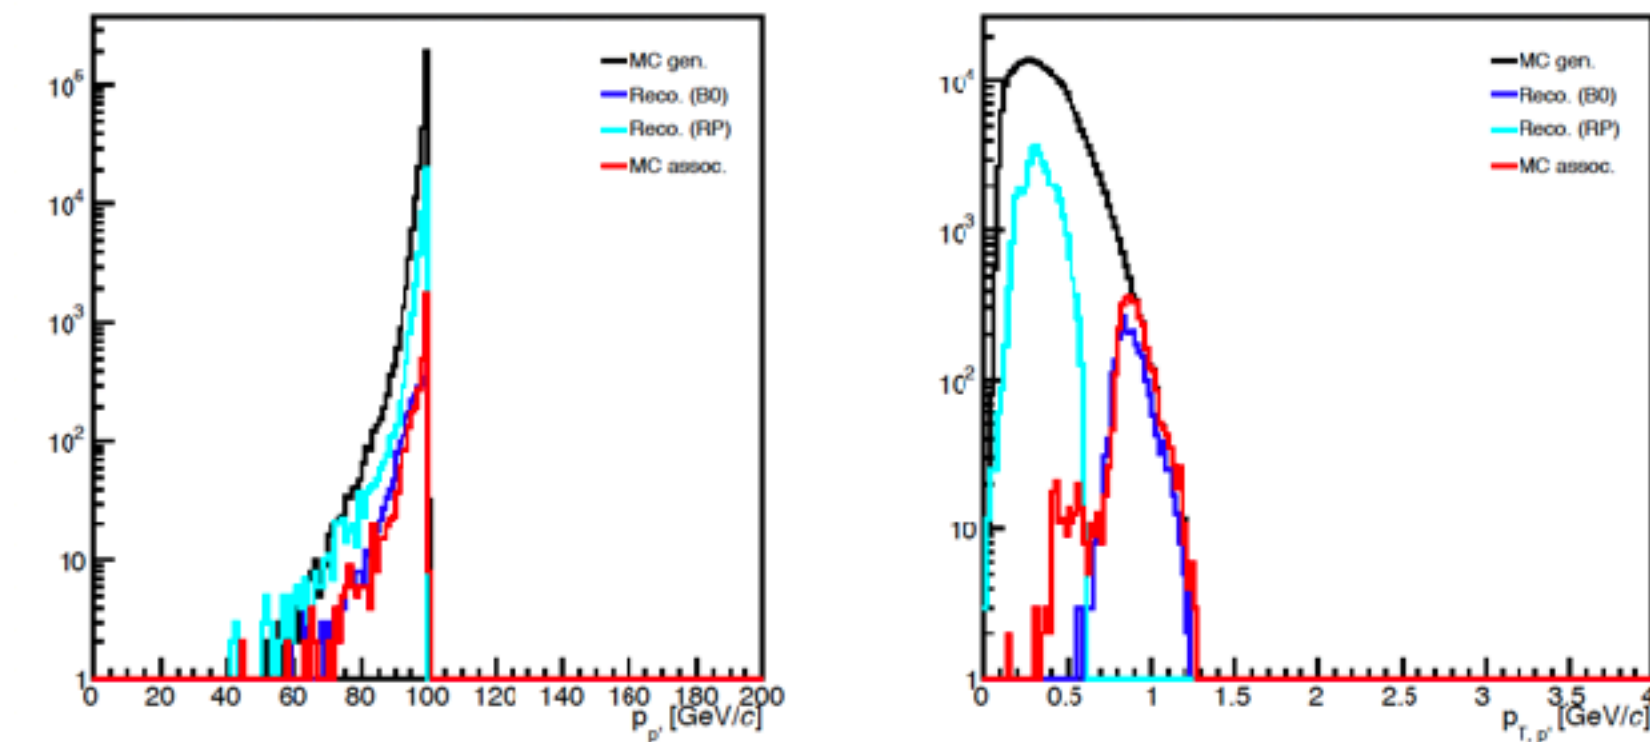 10⁵
10⁴
10³
10²
10
1
MC gen.
Reco. (B0)
Reco. (RP)
MC assoc.
0 20 40 60 80 100 120 140 160 180 200
p_p' [GeV/c]
10⁴
10³
10²
10
1
MC gen.
Reco. (B0)
Reco. (RP)
MC assoc.
0 0.5 1 1.5 2 2.5 3 3.5 4
p_T, p' [GeV/c]